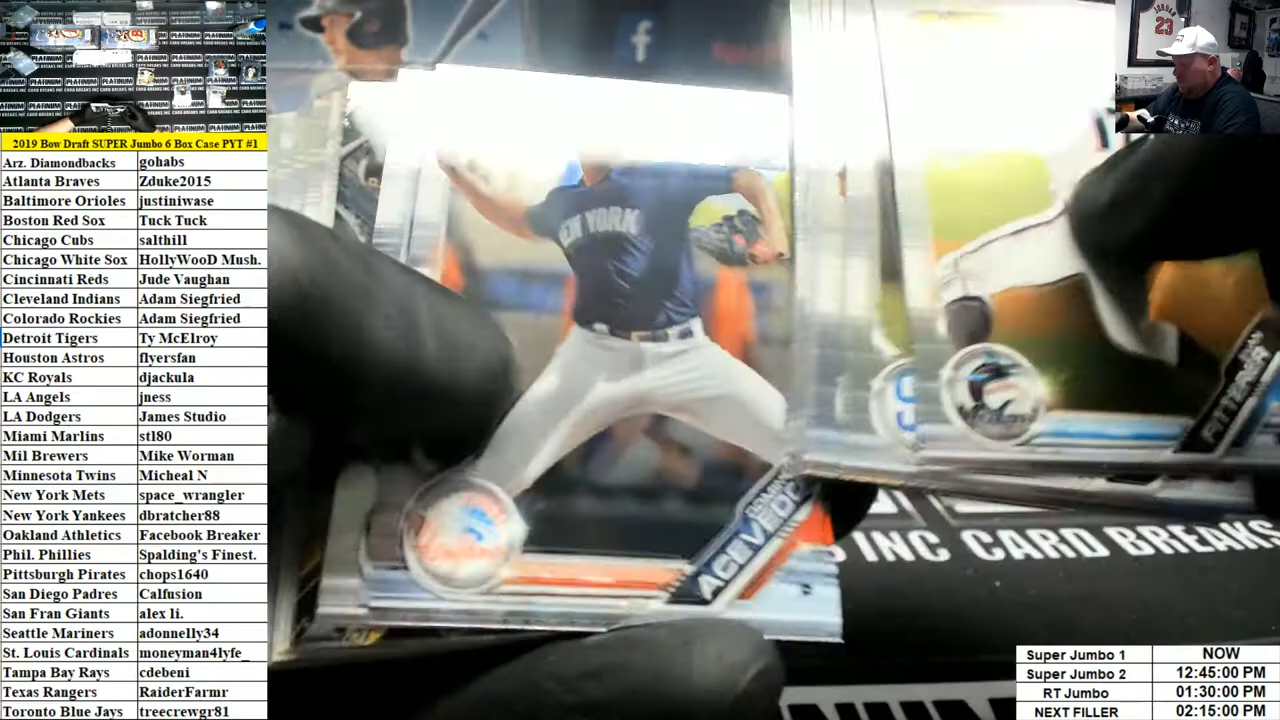 JORDAN
23
PLATINUM
CARD BREAKS INC
2019 Bow Draft SUPER Jumbo 6 Box Case PYT #1
Arz. Diamondbacks gohabs
Atlanta Braves Zduke2015
Baltimore Orioles justiniwase
Boston Red Sox Tuck Tuck
Chicago Cubs salthill
Chicago White Sox HollyWooD Mush.
Cincinnati Reds Jude Vaughan
Cleveland Indians Adam Siegfried
Colorado Rockies Adam Siegfried
Detroit Tigers Ty McElroy
Houston Astros flyersfan
KC Royals djackula
LA Angels jness
LA Dodgers James Studio
Miami Marlins stl80
Mil Brewers Mike Worman
Minnesota Twins Micheal N
New York Mets space_wrangler
New York Yankees dbratcher88
Oakland Athletics Facebook Breaker
Phil. Phillies Spalding's Finest.
Pittsburgh Pirates chops1640
San Diego Padres Calfusion
San Fran Giants alex li.
Seattle Mariners adonnelly34
St. Louis Cardinals moneyman4lyfe_
Tampa Bay Rays cdebeni
Texas Rangers RaiderFarmr
Toronto Blue Jays treecrewgr81
NEW YORK
ACEVEDO
INC CARD BREAKS
Super Jumbo 1 NOW
Super Jumbo 2 12:45:00 PM
RT Jumbo 01:30:00 PM
NEXT FILLER 02:15:00 PM